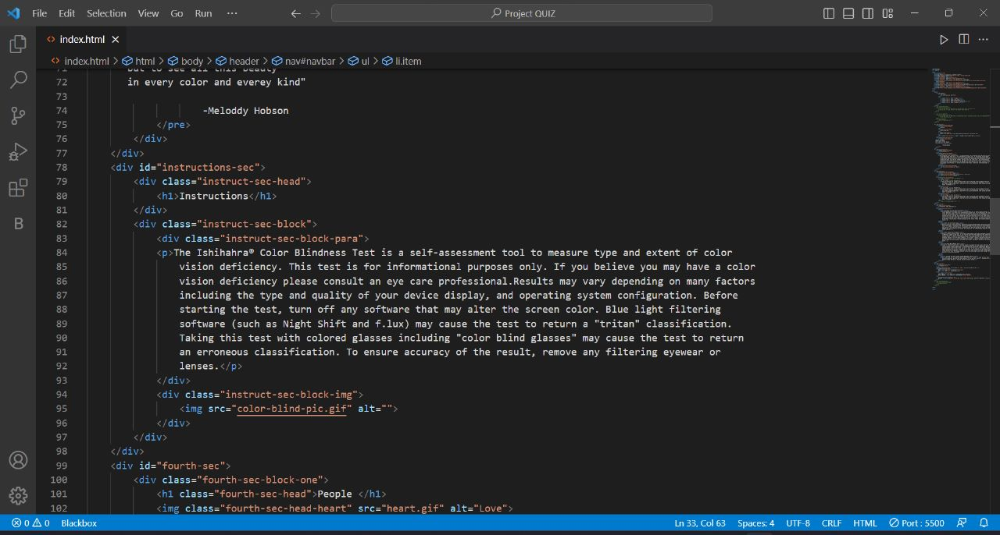 File Edit Selection View Go Run ···
Project QUIZ
index.html
index.html > html > body > header > nav#navbar > ul > li.item
71 but to see all this beauty
72 in every color and everey kind"
73
74 -Meloddy Hobson
75 </pre>
76 </div>
77 </div>
78 <div id="instructions-sec">
79 <div class="instruct-sec-head">
80 <h1>Instructions</h1>
81 </div>
82 <div class="instruct-sec-block">
83 <div class="instruct-sec-block-para">
84 <p>The Ishihahra® Color Blindness Test is a self-assessment tool to measure type and extent of color
85 vision deficiency. This test is for informational purposes only. If you believe you may have a color
86 vision deficiency please consult an eye care professional.Results may vary depending on many factors
87 including the type and quality of your device display, and operating system configuration. Before
88 starting the test, turn off any software that may alter the screen color. Blue light filtering
89 software (such as Night Shift and f.lux) may cause the test to return a "tritan" classification.
90 Taking this test with colored glasses including "color blind glasses" may cause the test to return
91 an erroneous classification. To ensure accuracy of the result, remove any filtering eyewear or
92 lenses.</p>
93 </div>
94 <div class="instruct-sec-block-img">
95 <img src="color-blind-pic.gif" alt="">
96 </div>
97 </div>
98 </div>
99 <div id="fourth-sec">
100 <div class="fourth-sec-block-one">
101 <h1 class="fourth-sec-head">People </h1>
102 <img class="fourth-sec-head-heart" src="heart.gif" alt="Love">
B
0 0 Blackbox Ln 33, Col 63 Spaces: 4 UTF-8 CRLF HTML Port : 5500